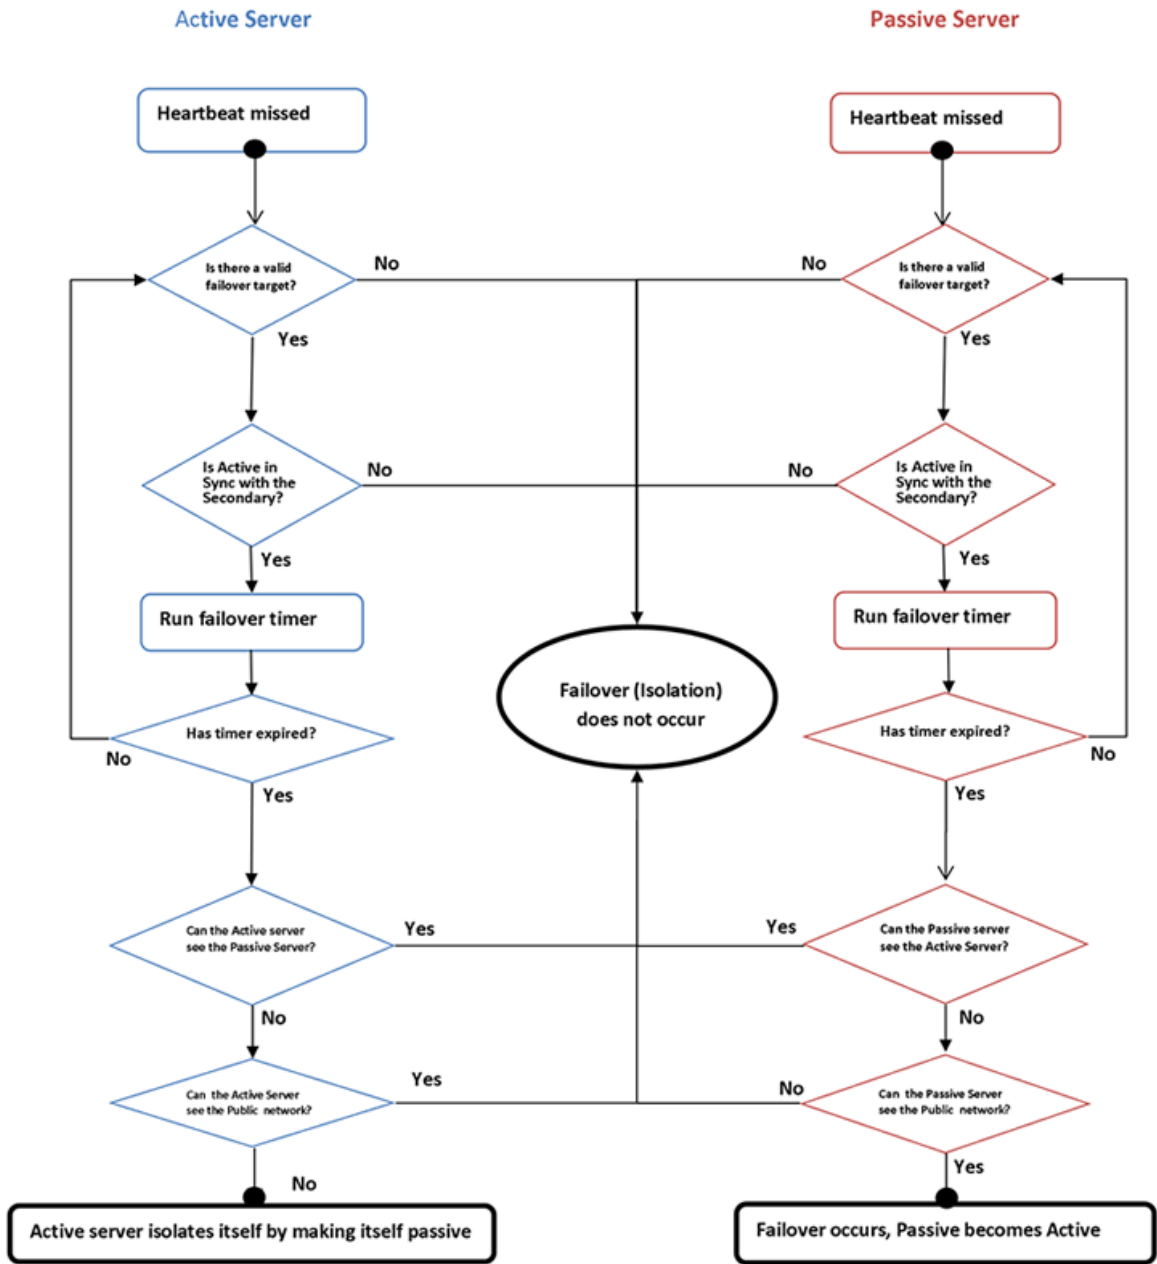 Active Server
Passive Server
Heartbeat missed
Heartbeat missed
Is there a valid
failover target?
No
No
Is there a valid
failover target?
Yes
Yes
Is Active in
Sync with the
Secondary?
No
No
Is Active in
Sync with the
Secondary?
Yes
Yes
Run failover timer
Run failover timer
Failover (Isolation)
does not occur
Has timer expired?
Has timer expired?
No
No
Yes
Yes
Can the Active server
see the Passive Server?
Yes
Yes
Can the Passive server
see the Active Server?
No
No
Can the Active Server
see the Public network?
Yes
No
Can the Passive Server
see the Public network?
No
Yes
Active server isolates itself by making itself passive
Failover occurs, Passive becomes Active